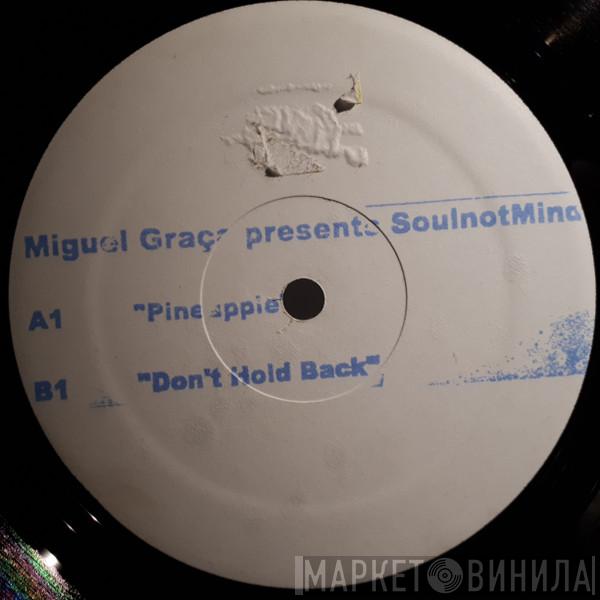 Miguel Graça presents SoulnotMind
A1 "Pineapple"
B1 "Don't Hold Back"
МАРКЕТ ВИНИЛА